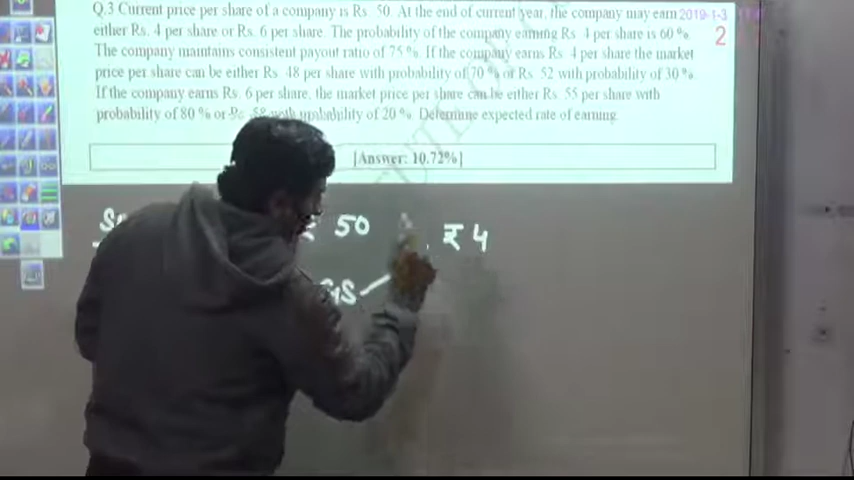 Q.3 Current price per share of a company is Rs. 50. At the end of current year, the company may earn 2019-1-3
either Rs. 4 per share or Rs. 6 per share. The probability of the company earning Rs 4 per share is 60 % 2
The company maintains consistent payout ratio of 75 %. If the company earns Rs 4 per share the market
price per share can be either Rs 48 per share with probability of 70 % or Rs. 52 with probability of 30 %
If the company earns Rs. 6 per share, the market price per share can be either Rs 55 per share with
probability of 80 % or Rs. 58 with probability of 20 % Determine expected rate of earning.
[Answer: 10.72%]
50 ₹ 4